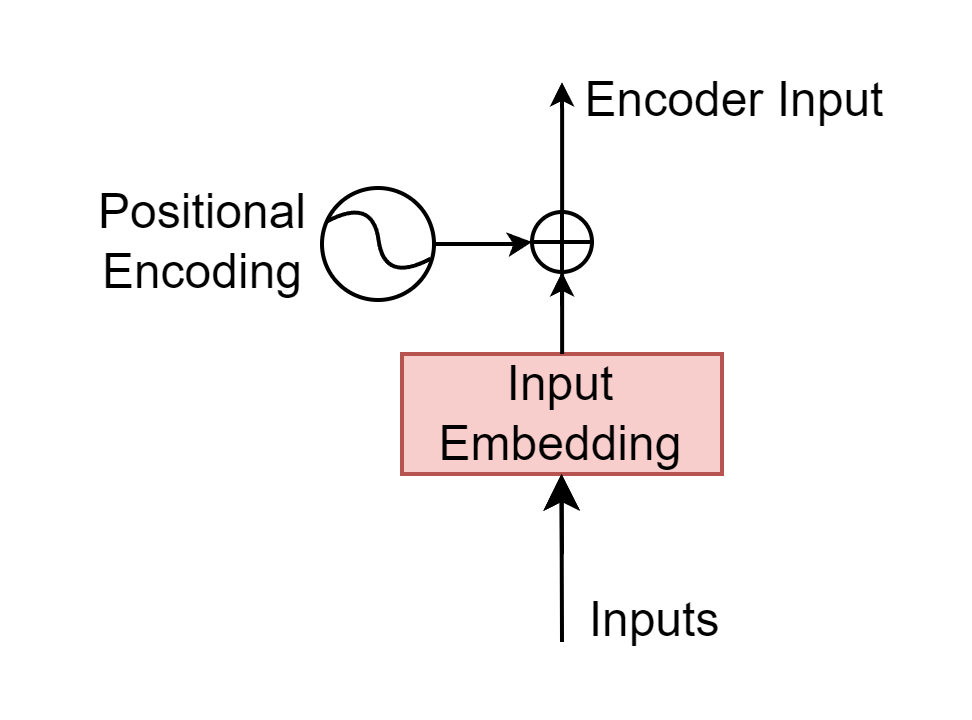 Encoder Input
Positional
Encoding
Input
Embedding
Inputs